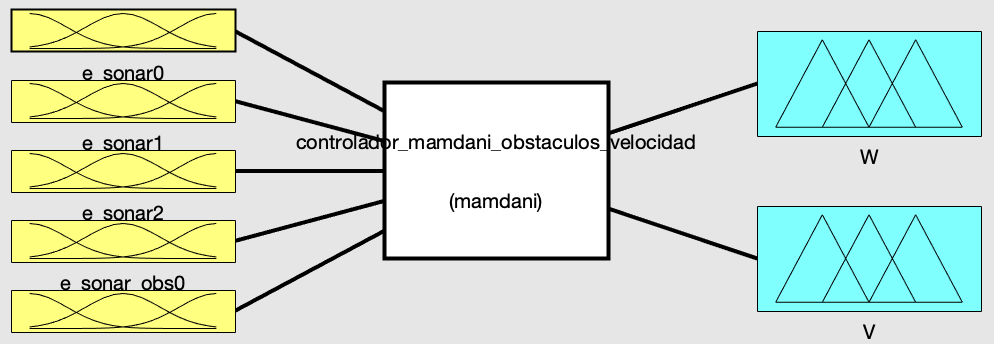 e_sonar0
e_sonar1
e_sonar2
e_sonar_obs0
controlador_mamdani_obstaculos_velocidad
(mamdani)
W
V